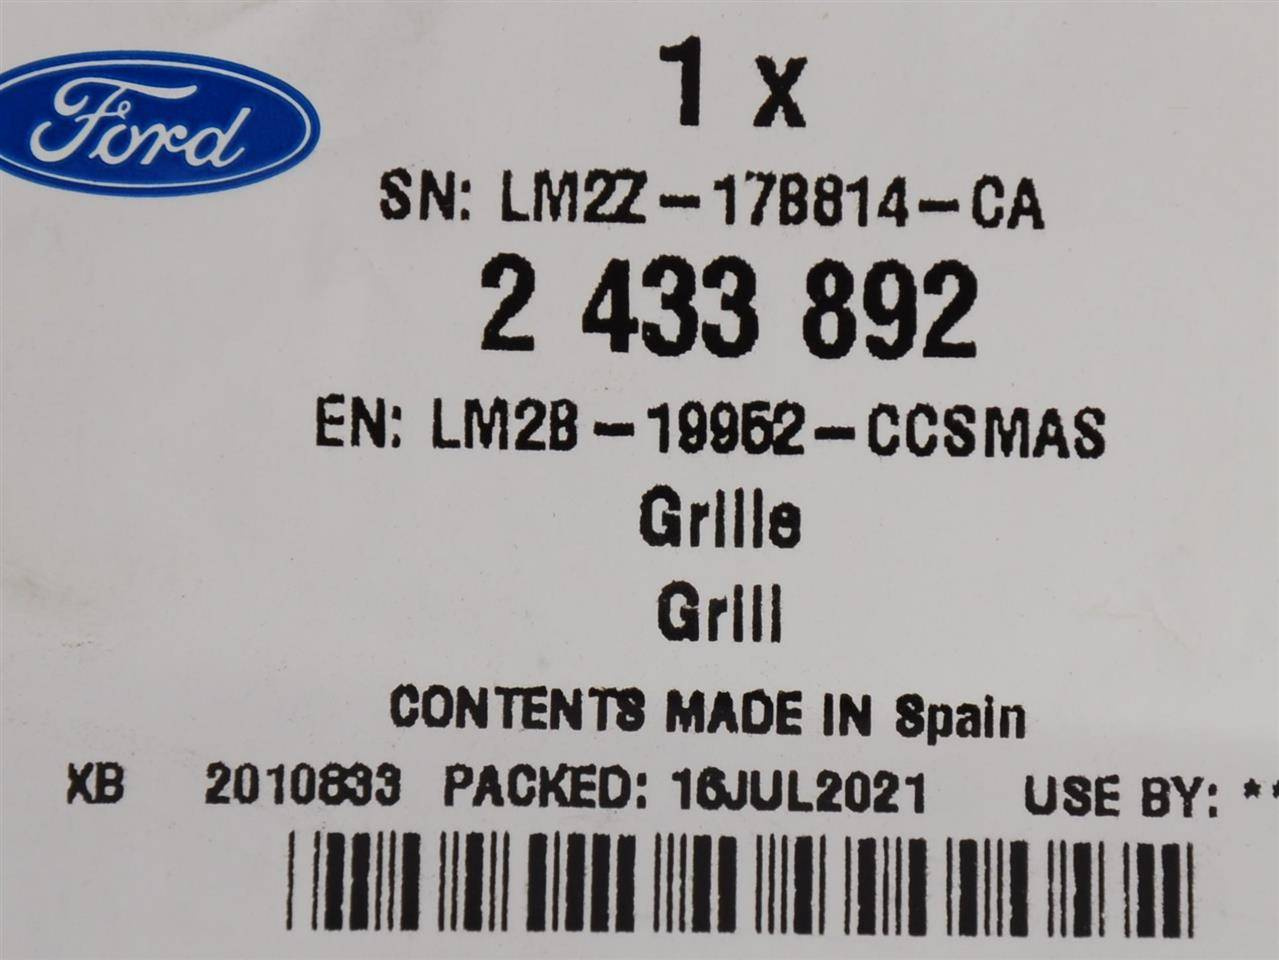 Ford
1 x
SN: LM2Z-17B814-CA
2 433 892
EN: LM2B-19952-CCSMAS
Grille
Grill
CONTENTS MADE IN Spain
XB 2010833 PACKED: 16JUL2021 USE BY: **